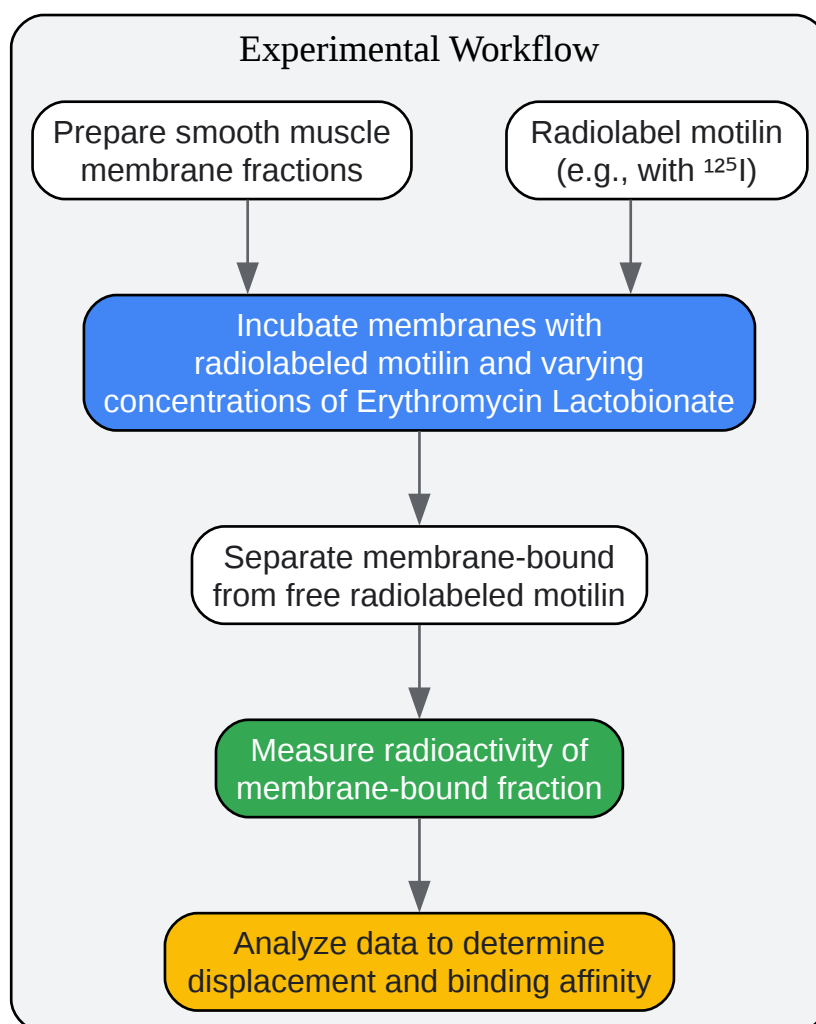 Experimental Workflow
Prepare smooth muscle
membrane fractions
Radiolabel motilin
(e.g., with ¹²⁵I)
Incubate membranes with
radiolabeled motilin and varying
concentrations of Erythromycin Lactobionate
Separate membrane-bound
from free radiolabeled motilin
Measure radioactivity of
membrane-bound fraction
Analyze data to determine
displacement and binding affinity